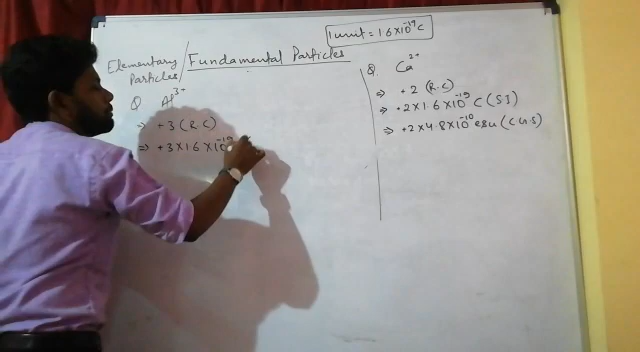 1 unit = 1.6×10⁻¹⁹ C
Elementary Particles / Fundamental Particles
Q. Al³⁺
⇒ +3 (R.C)
⇒ +3×1.6×10⁻¹⁹
Q. Ca²⁺
⇒ +2 (R.C)
⇒ +2×1.6×10⁻¹⁹ C (SI)
⇒ +2×4.8×10⁻¹⁰ esu (C.G.S)